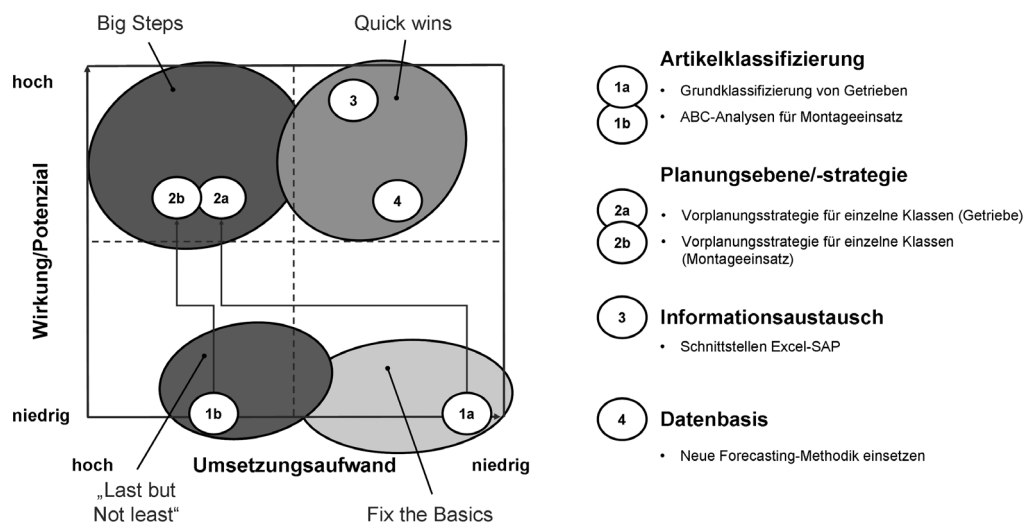 Big Steps
Quick wins
hoch
Wirkung/Potenzial
niedrig
3
4
2b
2a
1b
1a
hoch
Umsetzungsaufwand
niedrig
„Last but
Not least“
Fix the Basics
Artikelklassifizierung
1a
• Grundklassifizierung von Getrieben
1b
• ABC-Analysen für Montageeinsatz
Planungsebene/-strategie
2a
• Vorplanungsstrategie für einzelne Klassen (Getriebe)
2b
• Vorplanungsstrategie für einzelne Klassen
(Montageeinsatz)
3
Informationsaustausch
• Schnittstellen Excel-SAP
4
Datenbasis
• Neue Forecasting-Methodik einsetzen